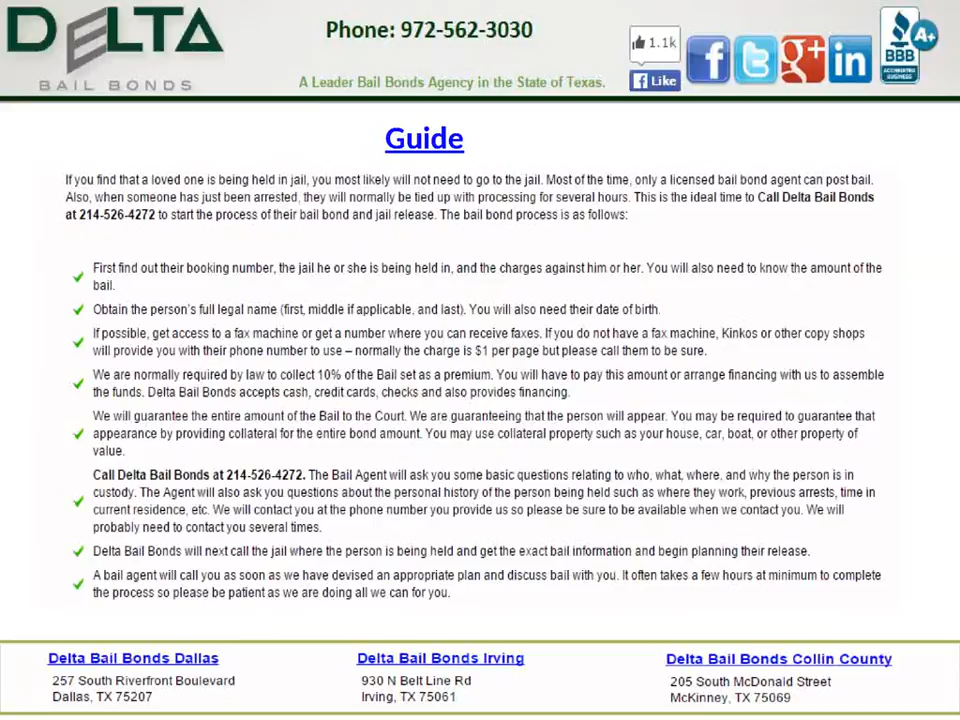 DELTA
BAIL BONDS
Phone: 972-562-3030
A Leader Bail Bonds Agency in the State of Texas.
1.1k
Like
f
t
g+
in
BBB
ACCREDITED
BUSINESS
A+
Guide
If you find that a loved one is being held in jail, you most likely will not need to go to the jail. Most of the time, only a licensed bail bond agent can post bail.
Also, when someone has just been arrested, they will normally be tied up with processing for several hours. This is the ideal time to Call Delta Bail Bonds
at 214-526-4272 to start the process of their bail bond and jail release. The bail bond process is as follows:
First find out their booking number, the jail he or she is being held in, and the charges against him or her. You will also need to know the amount of the
bail.
Obtain the person's full legal name (first, middle if applicable, and last). You will also need their date of birth.
If possible, get access to a fax machine or get a number where you can receive faxes. If you do not have a fax machine, Kinkos or other copy shops
will provide you with their phone number to use – normally the charge is $1 per page but please call them to be sure.
We are normally required by law to collect 10% of the Bail set as a premium. You will have to pay this amount or arrange financing with us to assemble
the funds. Delta Bail Bonds accepts cash, credit cards, checks and also provides financing.
We will guarantee the entire amount of the Bail to the Court. We are guaranteeing that the person will appear. You may be required to guarantee that
appearance by providing collateral for the entire bond amount. You may use collateral property such as your house, car, boat, or other property of
value.
Call Delta Bail Bonds at 214-526-4272. The Bail Agent will ask you some basic questions relating to who, what, where, and why the person is in
custody. The Agent will also ask you questions about the personal history of the person being held such as where they work, previous arrests, time in
current residence, etc. We will contact you at the phone number you provide us so please be sure to be available when we contact you. We will
probably need to contact you several times.
Delta Bail Bonds will next call the jail where the person is being held and get the exact bail information and begin planning their release.
A bail agent will call you as soon as we have devised an appropriate plan and discuss bail with you. It often takes a few hours at minimum to complete
the process so please be patient as we are doing all we can for you.
Delta Bail Bonds Dallas
257 South Riverfront Boulevard
Dallas, TX 75207
Delta Bail Bonds Irving
930 N Belt Line Rd
Irving, TX 75061
Delta Bail Bonds Collin County
205 South McDonald Street
McKinney, TX 75069